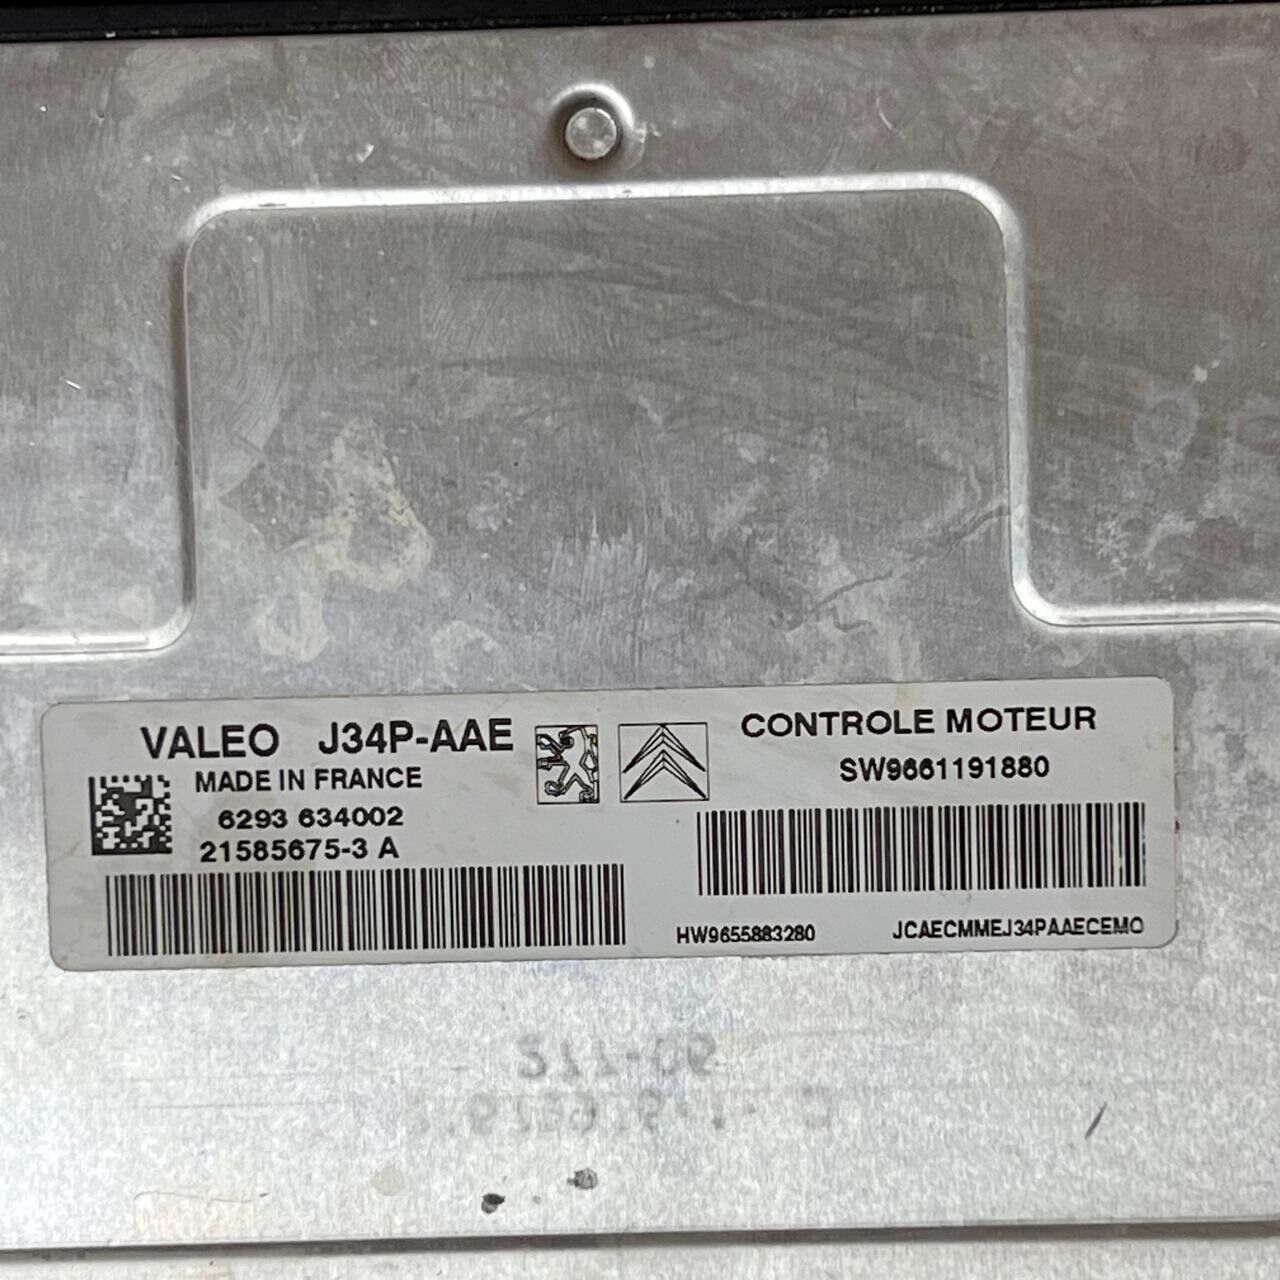 VALEO J34P-AAE
MADE IN FRANCE
6293 634002
21585675-3 A
CONTROLE MOTEUR
SW9661191880
HW9655883280
JCAECMMEJ34PAAECEMO